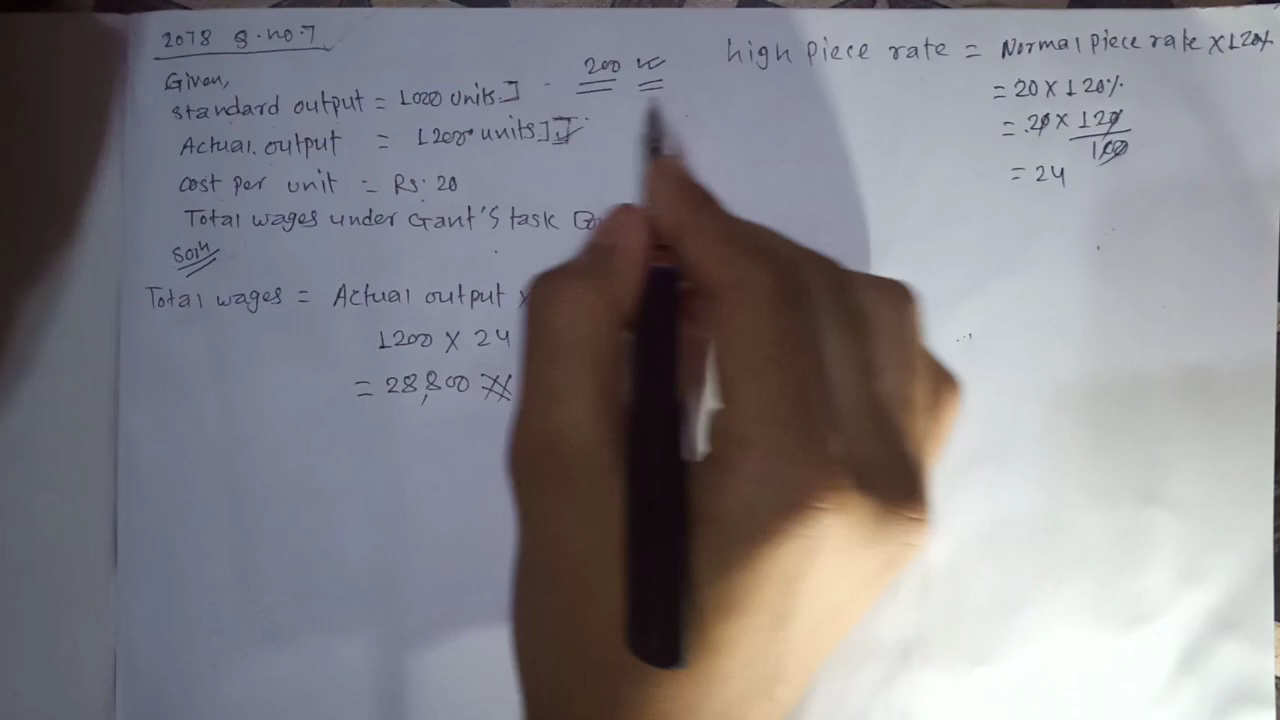 2078 Q.no.7
Given,
standard output = 1000 units.]
200
Actual output = 1200 units]
cost per unit = Rs. 20
Total wages under Gant's task
Soln
Total wages = Actual output ×
1200 × 24
= 28,800
high piece rate = Normal piece rate × 120%
= 20 × 120%
= 20 × 120
100
= 24